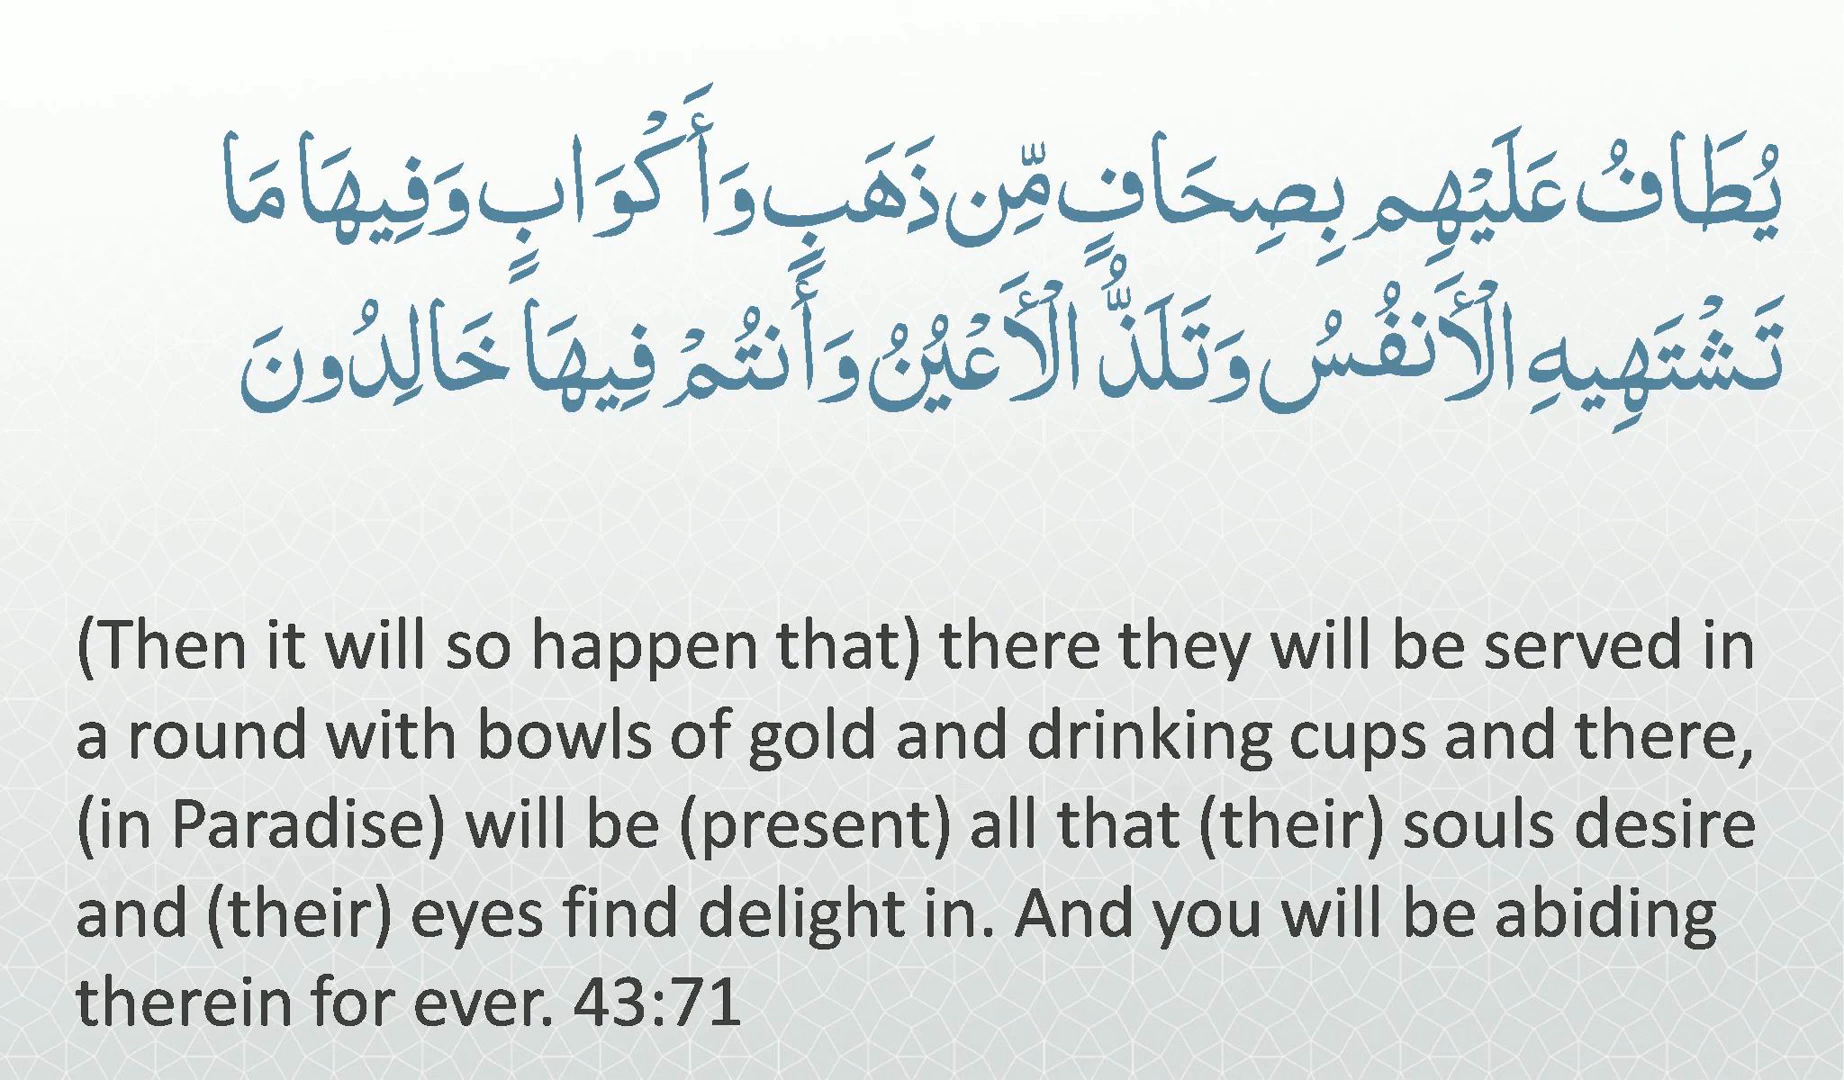 يُطَافُ عَلَيْهِم بِصِحَافٍ مِّن ذَهَبٍ وَأَكْوَابٍ وَفِيهَا مَا
تَشْتَهِيهِ الْأَنفُسُ وَتَلَذُّ الْأَعْيُنُ وَأَنتُمْ فِيهَا خَالِدُونَ
(Then it will so happen that) there they will be served in
a round with bowls of gold and drinking cups and there,
(in Paradise) will be (present) all that (their) souls desire
and (their) eyes find delight in. And you will be abiding
therein for ever. 43:71